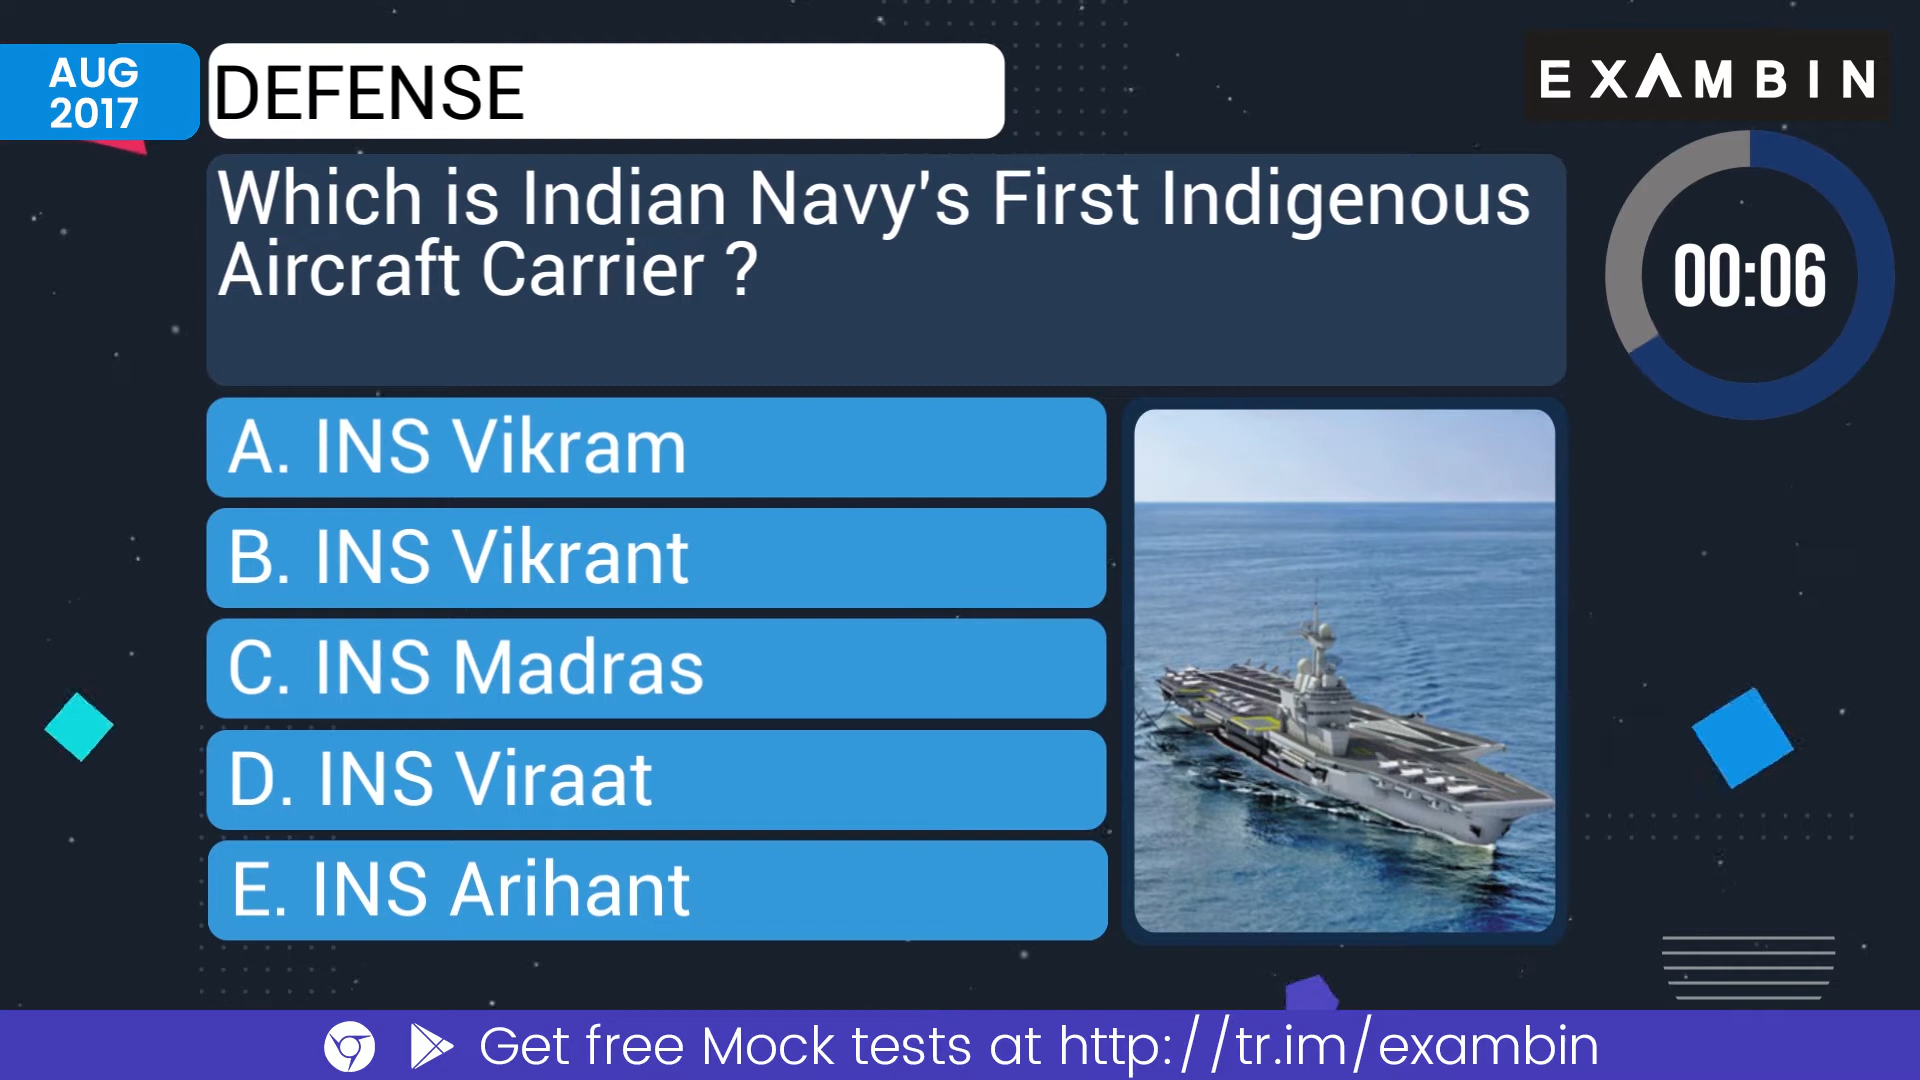 AUG
2017
DEFENSE
EXAMBIN
Which is Indian Navy's First Indigenous
Aircraft Carrier ?
00:06
A. INS Vikram
B. INS Vikrant
C. INS Madras
D. INS Viraat
E. INS Arihant
Get free Mock tests at http://tr.im/exambin